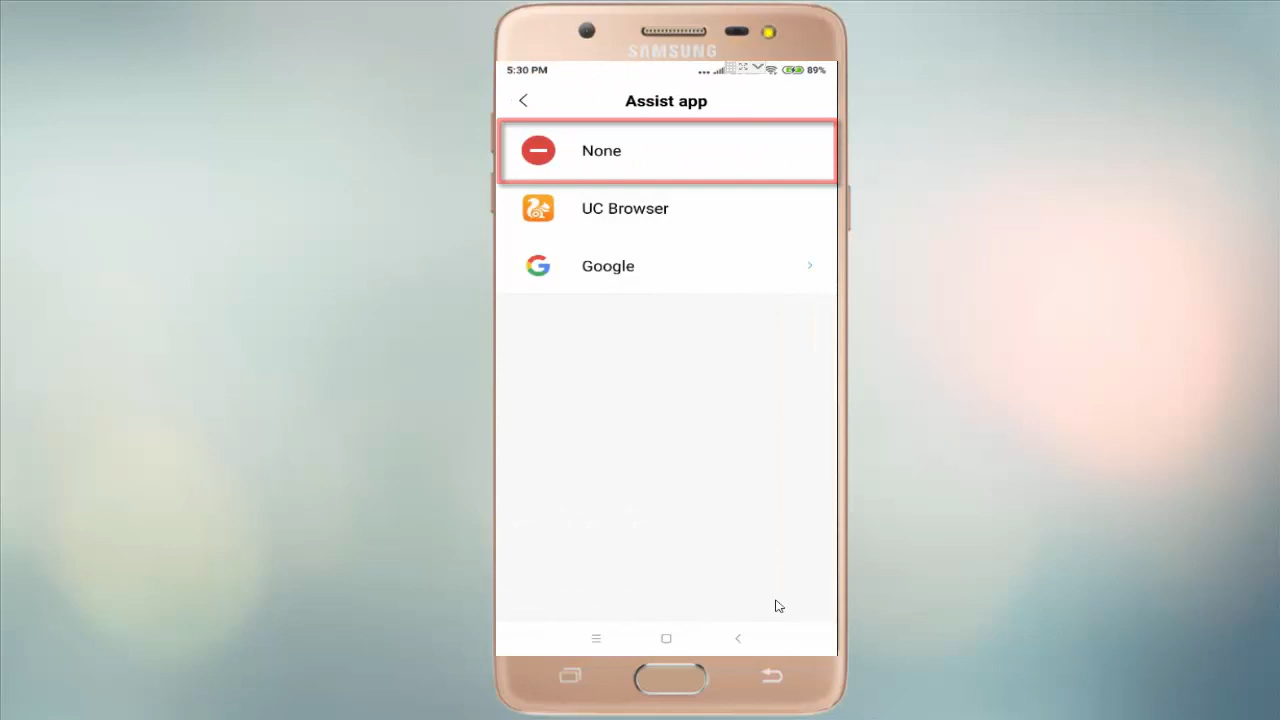 SAMSUNG
5:30 PM
89%
Assist app
None
UC Browser
Google